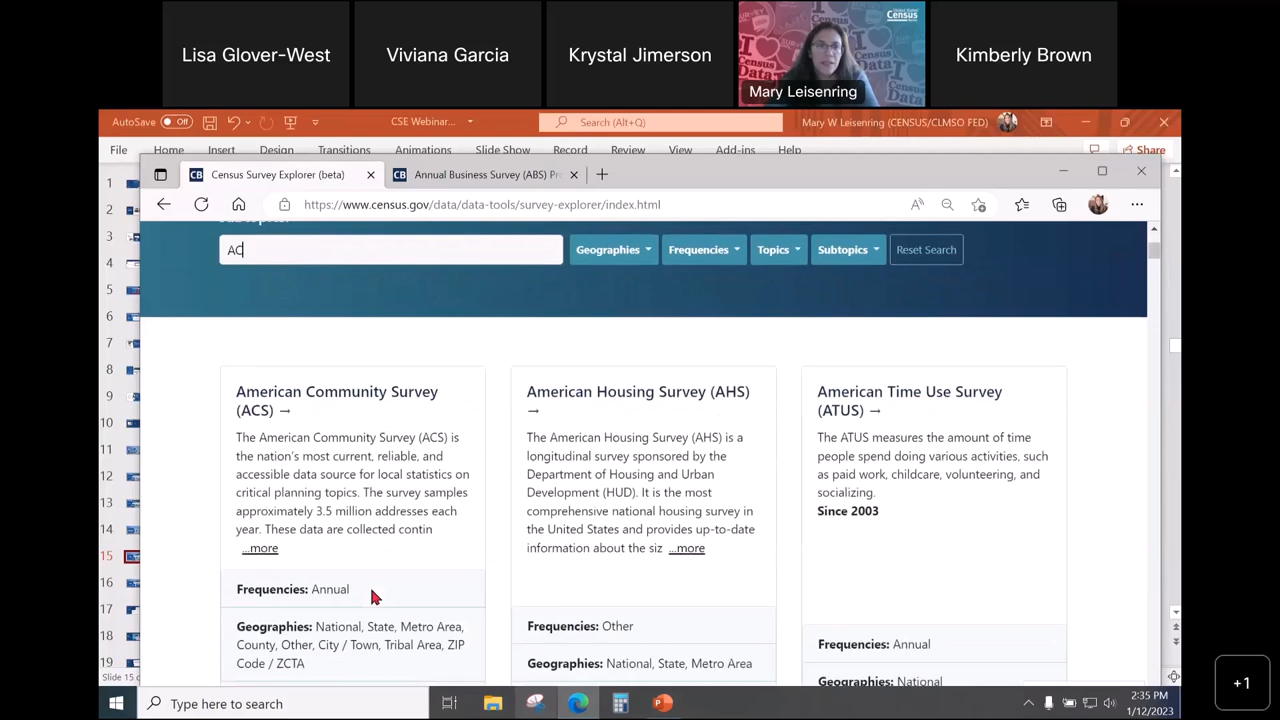 Lisa Glover-West
Viviana Garcia
Krystal Jimerson
United States
Census
Mary Leisenring
Kimberly Brown
AutoSave Off
CSE Webinar...
Search (Alt+Q)
Mary W Leisenring (CENSUS/CLMSO FED)
File Home Insert Design Transitions Animations Slide Show Record Review View Add-ins Help
Share
Census Survey Explorer (beta)
Annual Business Survey (ABS) Pr
https://www.census.gov/data/data-tools/survey-explorer/index.html
AC
Geographies
Frequencies
Topics
Subtopics
Reset Search
American Community Survey
(ACS) →
The American Community Survey (ACS) is
the nation's most current, reliable, and
accessible data source for local statistics on
critical planning topics. The survey samples
approximately 3.5 million addresses each
year. These data are collected contin
...more
Frequencies: Annual
Geographies: National, State, Metro Area,
County, Other, City / Town, Tribal Area, ZIP
Code / ZCTA
American Housing Survey (AHS)
→
The American Housing Survey (AHS) is a
longitudinal survey sponsored by the
Department of Housing and Urban
Development (HUD). It is the most
comprehensive national housing survey in
the United States and provides up-to-date
information about the siz ...more
Frequencies: Other
Geographies: National, State, Metro Area
American Time Use Survey
(ATUS) →
The ATUS measures the amount of time
people spend doing various activities, such
as paid work, childcare, volunteering, and
socializing.
Since 2003
Frequencies: Annual
Geographies: National
1
2
3
4
5
6
7
8
9
10
11
12
13
14
15
16
17
18
19
Slide 15 o
Type here to search
2:35 PM
1/12/2023
+1